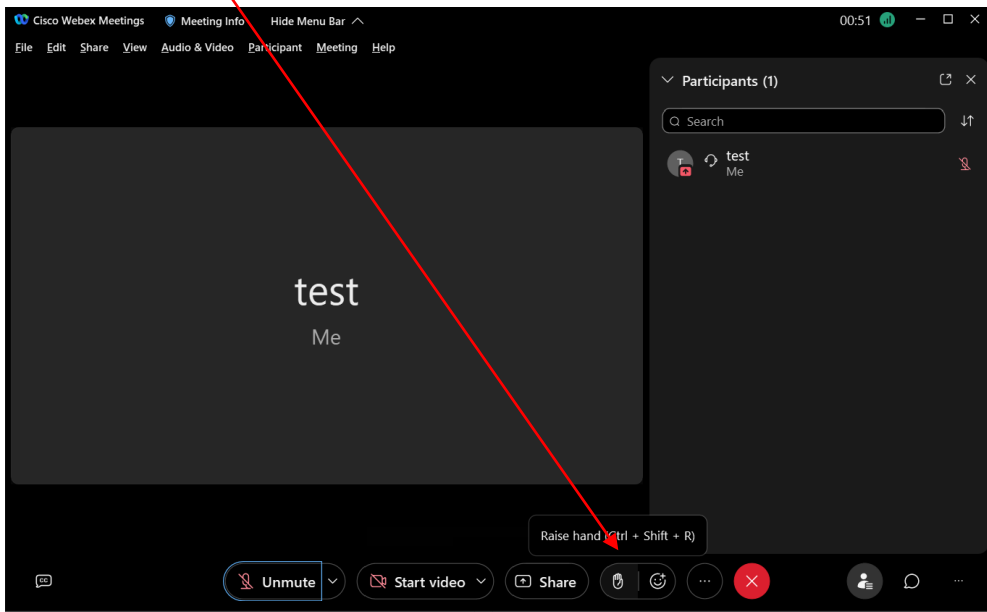 Cisco Webex Meetings Meeting Info Hide Menu Bar 00:51
File Edit Share View Audio & Video Participant Meeting Help
Participants (1)
Search
T test
Me
test
Me
Raise hand (Ctrl + Shift + R)
CC Unmute Start video Share